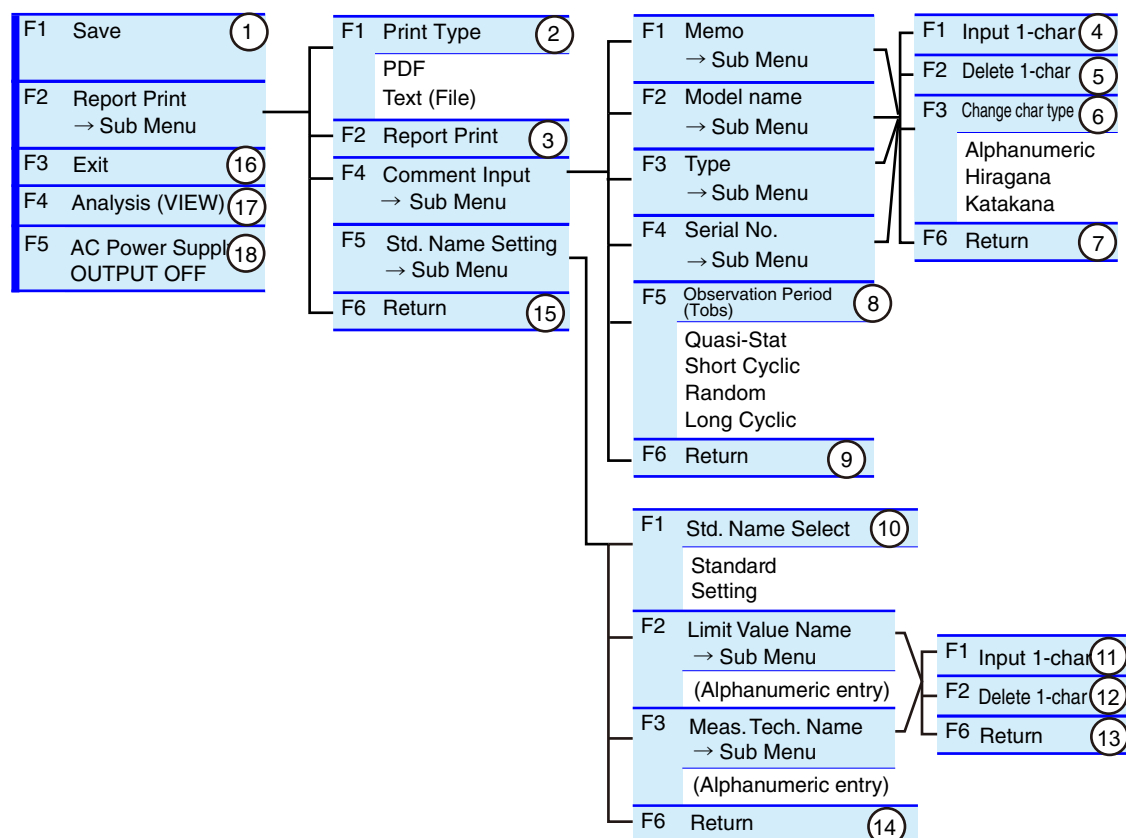 F1 Save 1
F2 Report Print
→ Sub Menu
F3 Exit 16
F4 Analysis (VIEW) 17
F5 AC Power Suppl 18
OUTPUT OFF
F1 Print Type 2
PDF
Text (File)
F2 Report Print 3
F4 Comment Input
→ Sub Menu
F5 Std. Name Setting
→ Sub Menu
F6 Return 15
F1 Memo
→ Sub Menu
F2 Model name
→ Sub Menu
F3 Type
→ Sub Menu
F4 Serial No.
→ Sub Menu
F5 Observation Period
(Tobs) 8
Quasi-Stat
Short Cyclic
Random
Long Cyclic
F6 Return 9
F1 Input 1-char 4
F2 Delete 1-char 5
F3 Change char type 6
Alphanumeric
Hiragana
Katakana
F6 Return 7
F1 Std. Name Select 10
Standard
Setting
F2 Limit Value Name
→ Sub Menu
(Alphanumeric entry)
F3 Meas. Tech. Name
→ Sub Menu
(Alphanumeric entry)
F6 Return 14
F1 Input 1-char 11
F2 Delete 1-char 12
F6 Return 13